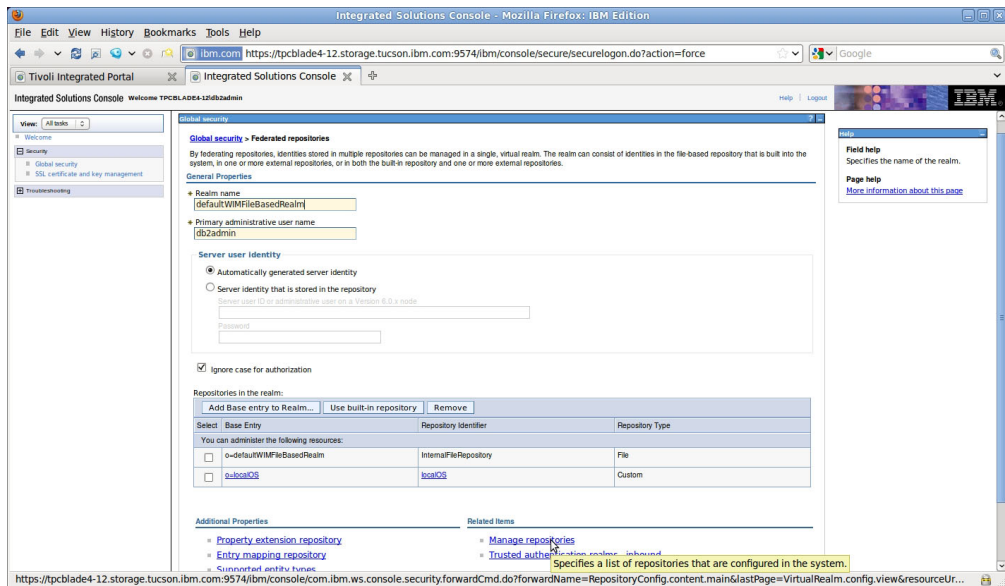 Integrated Solutions Console - Mozilla Firefox: IBM Edition
File Edit View History Bookmarks Tools Help
ibm.com https://tpcblade4-12.storage.tucson.ibm.com:9574/ibm/console/secure/securelogon.do?action=force
Google
Tivoli Integrated Portal
Integrated Solutions Console
Integrated Solutions Console Welcome TPCBLADE4-12\db2admin
Help | Logout
IBM
View: All tasks
Welcome
Security
Global security
SSL certificate and key management
Troubleshooting
Global security
Global security > Federated repositories
By federating repositories, identities stored in multiple repositories can be managed in a single, virtual realm. The realm can consist of identities in the file-based repository that is built into the
system, in one or more external repositories, or in both the built-in repository and one or more external repositories.
General Properties
Realm name
defaultWIMFileBasedRealm
Primary administrative user name
db2admin
Server user identity
Automatically generated server identity
Server identity that is stored in the repository
Server user ID or administrative user on a Version 6.0.x node
Password
Ignore case for authorization
Repositories in the realm:
Add Base entry to Realm... Use built-in repository Remove
Select Base Entry Repository Identifier Repository Type
You can administer the following resources:
o=defaultWIMFileBasedRealm InternalFileRepository File
o=localOS localOS Custom
Additional Properties
Property extension repository
Entry mapping repository
Supported entity types
Related Items
Manage repositories
Trusted authentication realms - inbound
Specifies a list of repositories that are configured in the system.
Help
Field help
Specifies the name of the realm.
Page help
More information about this page
https://tpcblade4-12.storage.tucson.ibm.com:9574/ibm/console/com.ibm.ws.console.security.forwardCmd.do?forwardName=RepositoryConfig.content.main&lastPage=VirtualRealm.config.view&resourceUr...